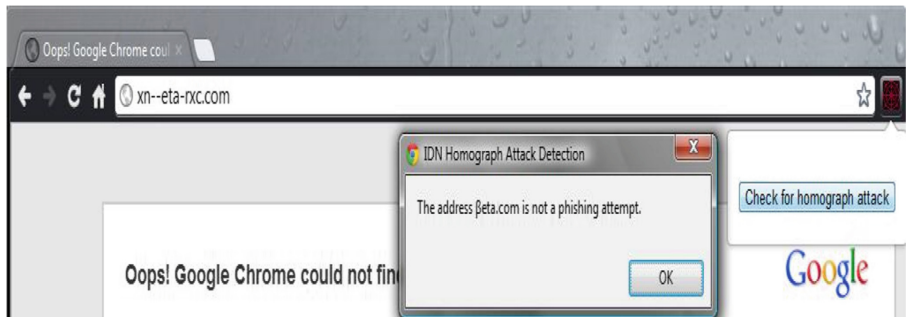 Oops! Google Chrome coul
xn--eta-rxc.com
IDN Homograph Attack Detection
The address βeta.com is not a phishing attempt.
OK
Check for homograph attack
Oops! Google Chrome could not fin
Google